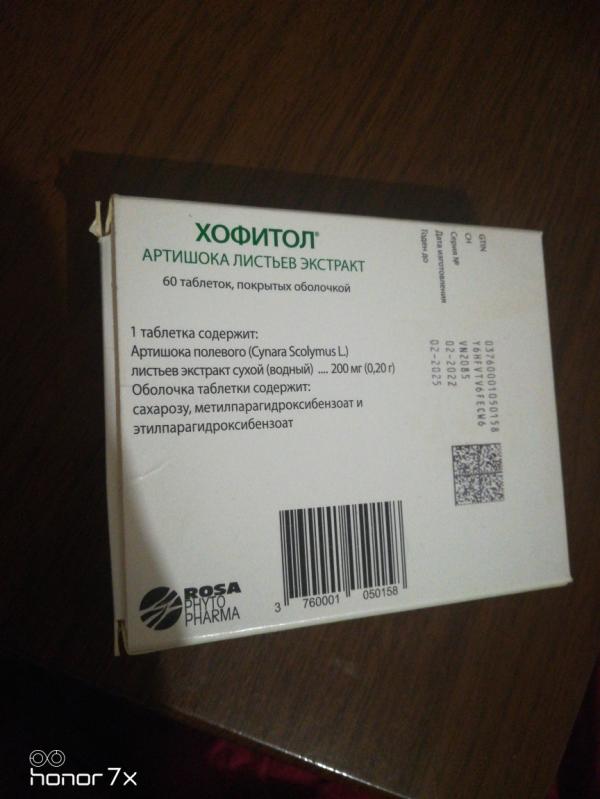 ХОФИТОЛ®
АРТИШОКА ЛИСТЬЕВ ЭКСТРАКТ
60 таблеток, покрытых оболочкой
1 таблетка содержит:
Артишока полевого (Cynara Scolymus L.)
листьев экстракт сухой (водный) .... 200 мг (0,20 г)
Оболочка таблетки содержит:
сахарозу, метилпарагидроксибензоат и
этилпарагидроксибензоат
GTIN 03760001050158
CH Y6HFVTV6FECW6
Серия № VN2085
Дата изготовления 02-2022
Годен до 02-2025
3 760001 050158
ROSA
PHYTO
PHARMA
honor 7x